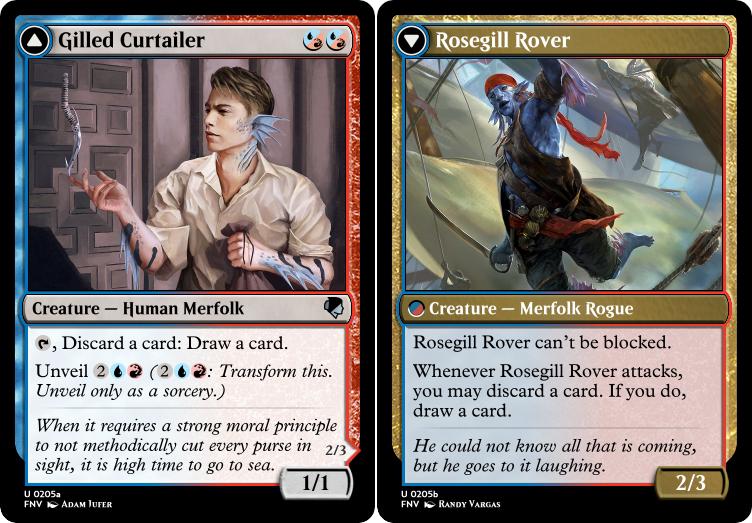 Gilled Curtailer
Creature — Human Merfolk
, Discard a card: Draw a card.
Unveil 2 (2: Transform this.
Unveil only as a sorcery.)
When it requires a strong moral principle
to not methodically cut every purse in
sight, it is high time to go to sea.
2/3
1/1
U 0205a
FNV Adam Jufer
Rosegill Rover
Creature — Merfolk Rogue
Rosegill Rover can't be blocked.
Whenever Rosegill Rover attacks,
you may discard a card. If you do,
draw a card.
He could not know all that is coming,
but he goes to it laughing.
2/3
U 0205b
FNV Randy Vargas